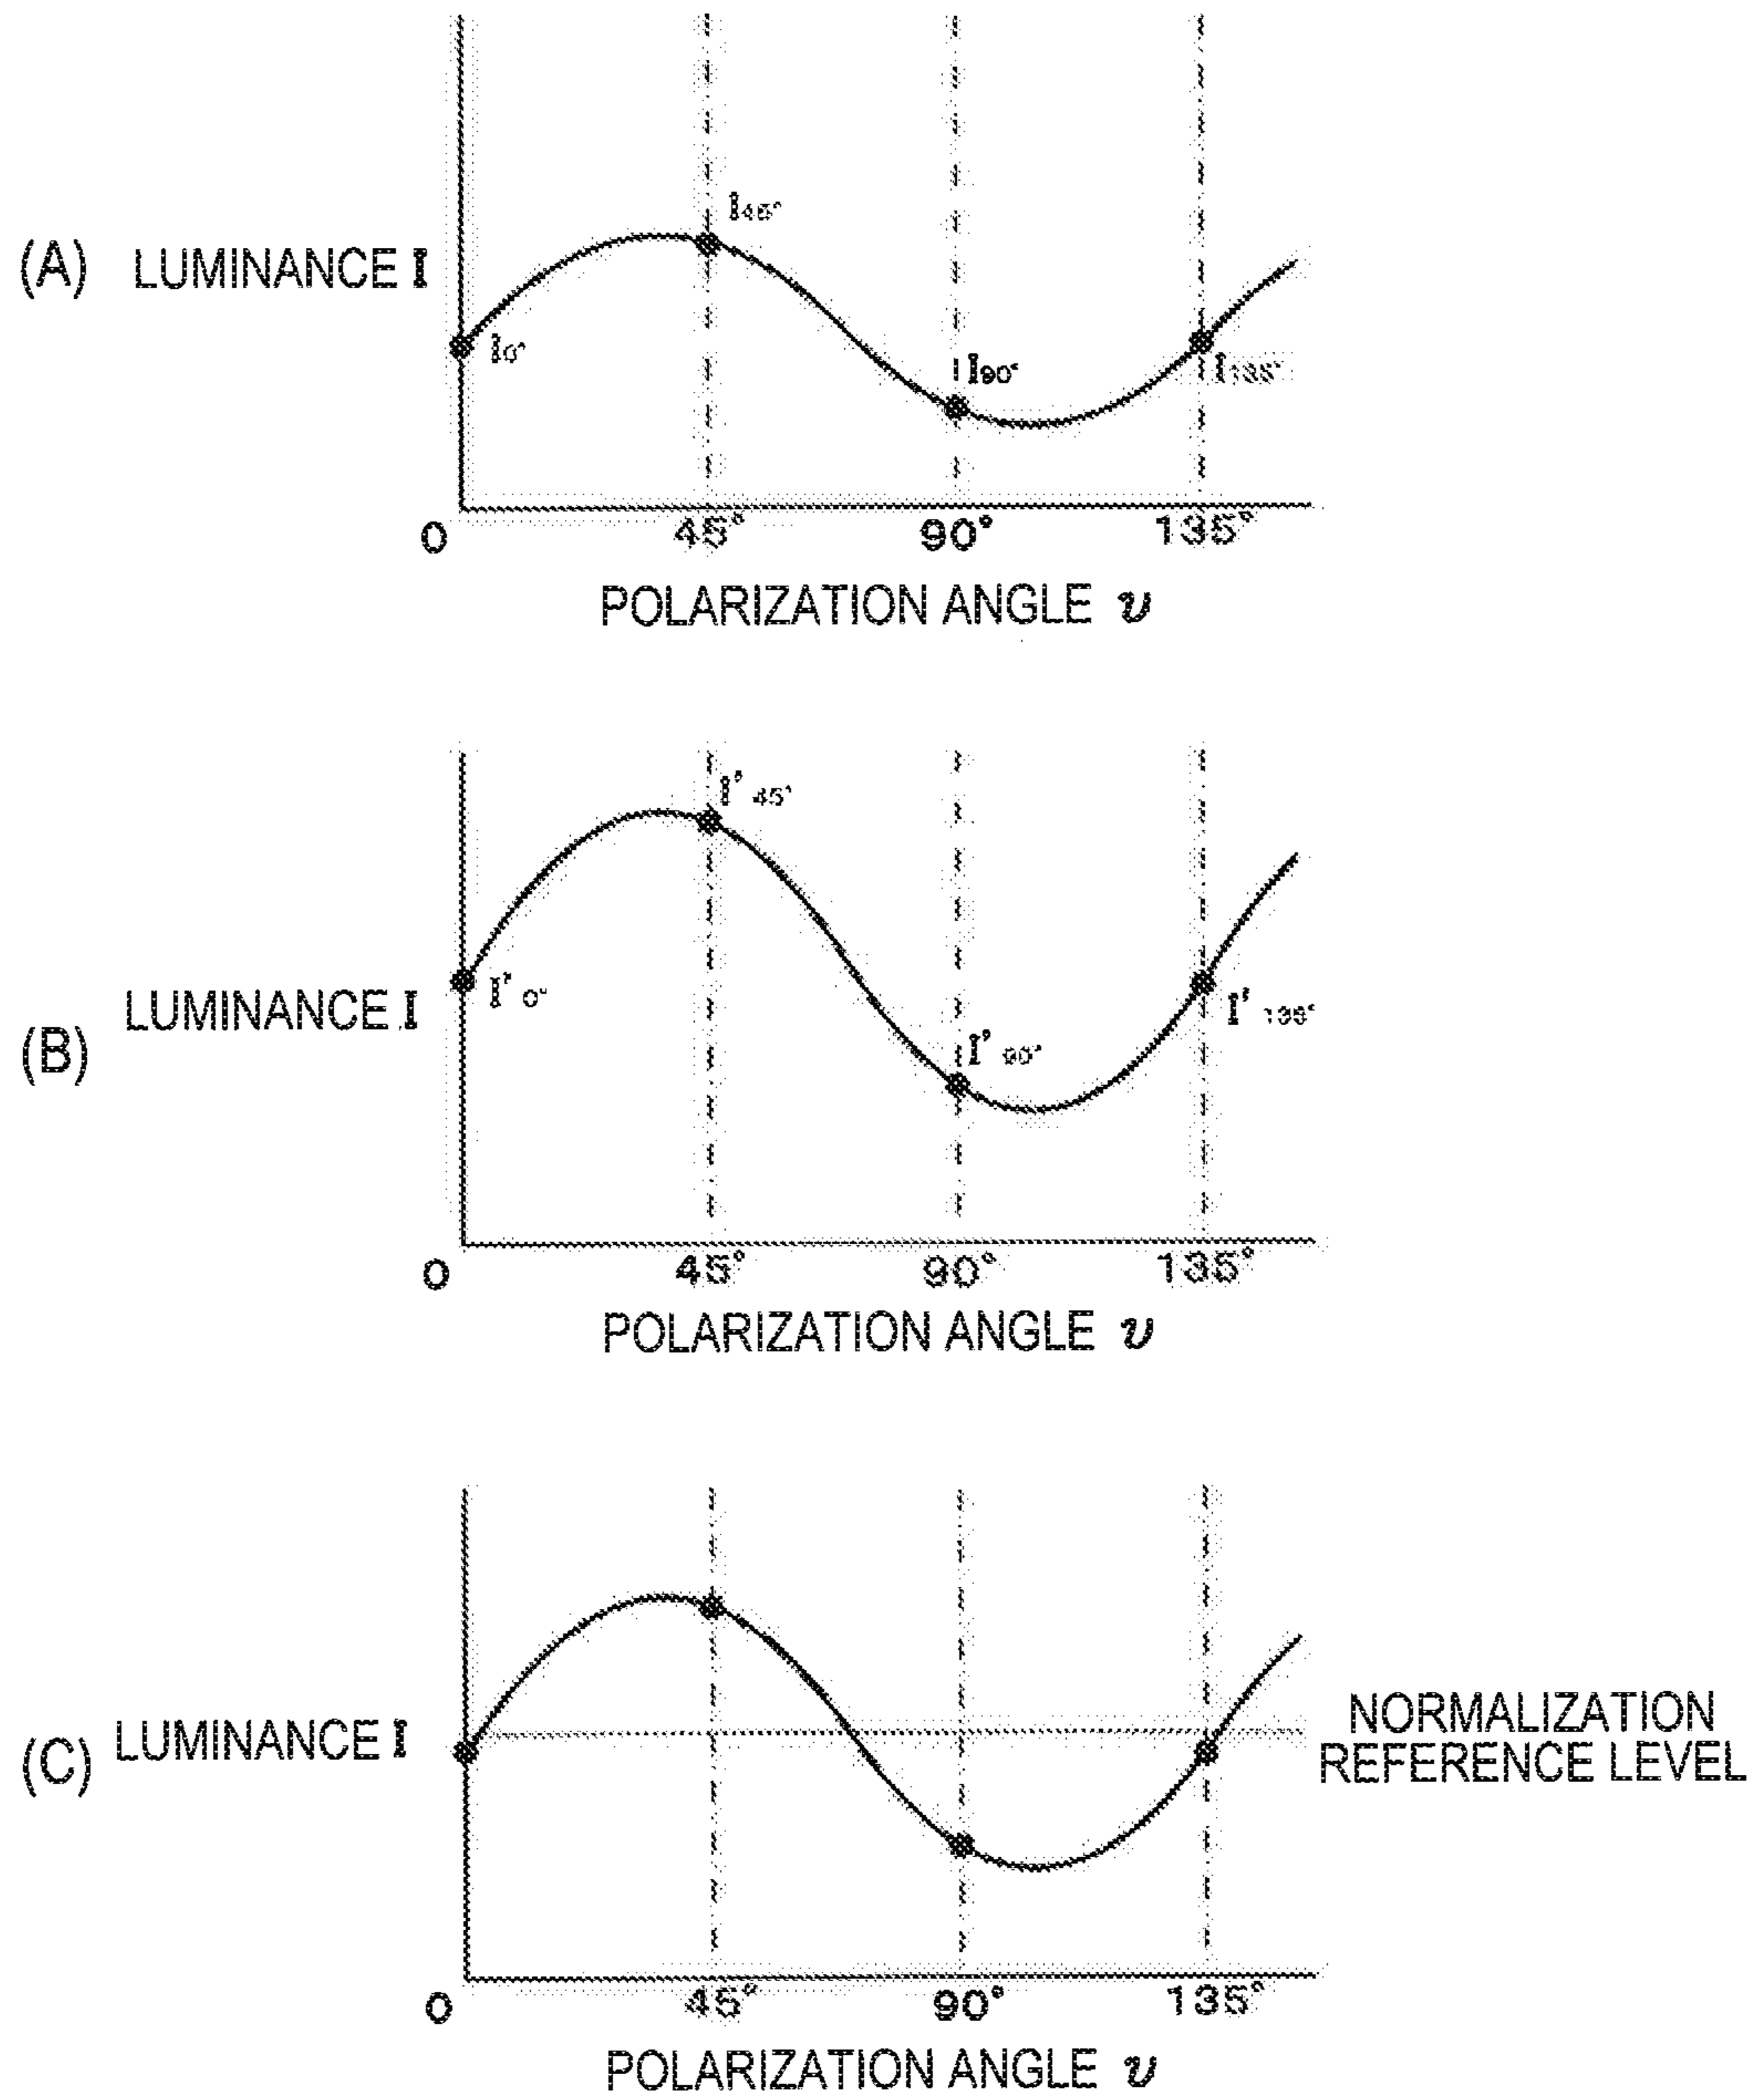 I45°
(A) LUMINANCE I
I0°
I90°
I135°
0 45° 90° 135°
POLARIZATION ANGLE υ
I' 45°
I' 0°
LUMINANCE I
I' 135°
(B)
I' 90°
0 45° 90° 135°
POLARIZATION ANGLE υ
NORMALIZATION
(C) LUMINANCE I
REFERENCE LEVEL
0 45° 90° 135°
POLARIZATION ANGLE υ